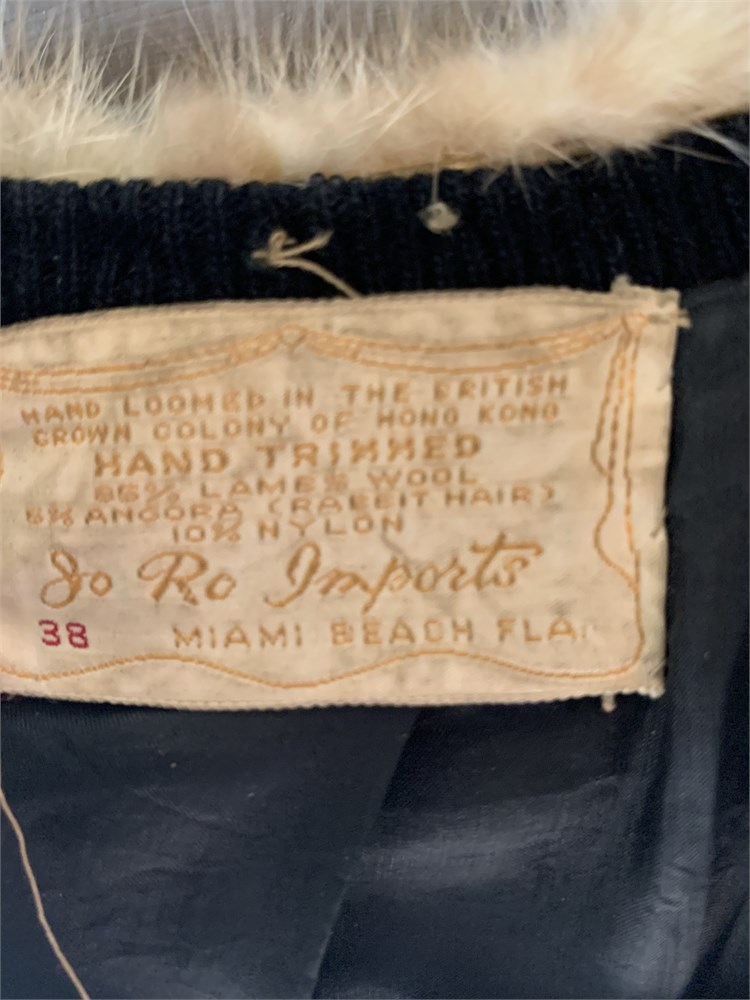 HAND LOOMED IN THE BRITISH
CROWN COLONY OF HONG KONG
HAND TRIMMED
85% LAMBS WOOL
5% ANGORA (RABBIT HAIR)
10% NYLON
Jo Ro Imports
38 MIAMI BEACH FLA.